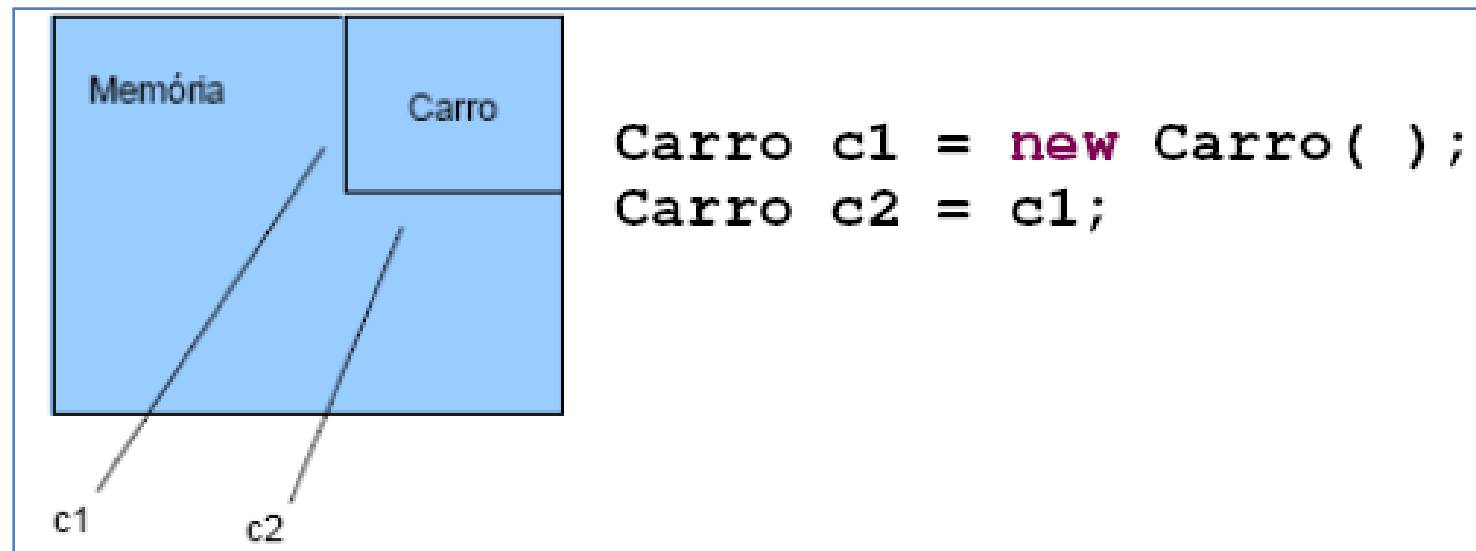 Memória
Carro
Carro c1 = new Carro( );
Carro c2 = c1;
c1
c2